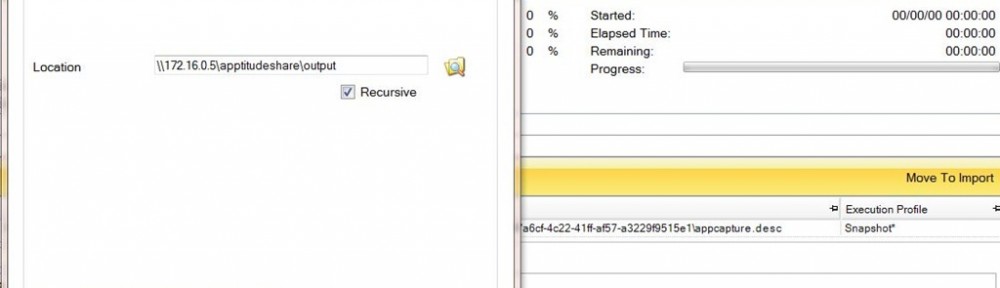 Location \\172.16.0.5\apptitudeshare\output
Recursive
0 % Started: 00/00/00 00:00:00
0 % Elapsed Time: 00:00:00
0 % Remaining: 00:00:00
Progress:
Move To Import
Execution Profile
a6cf-4c22-41ff-af57-a3229f9515e1\appcapture.desc Snapshot*